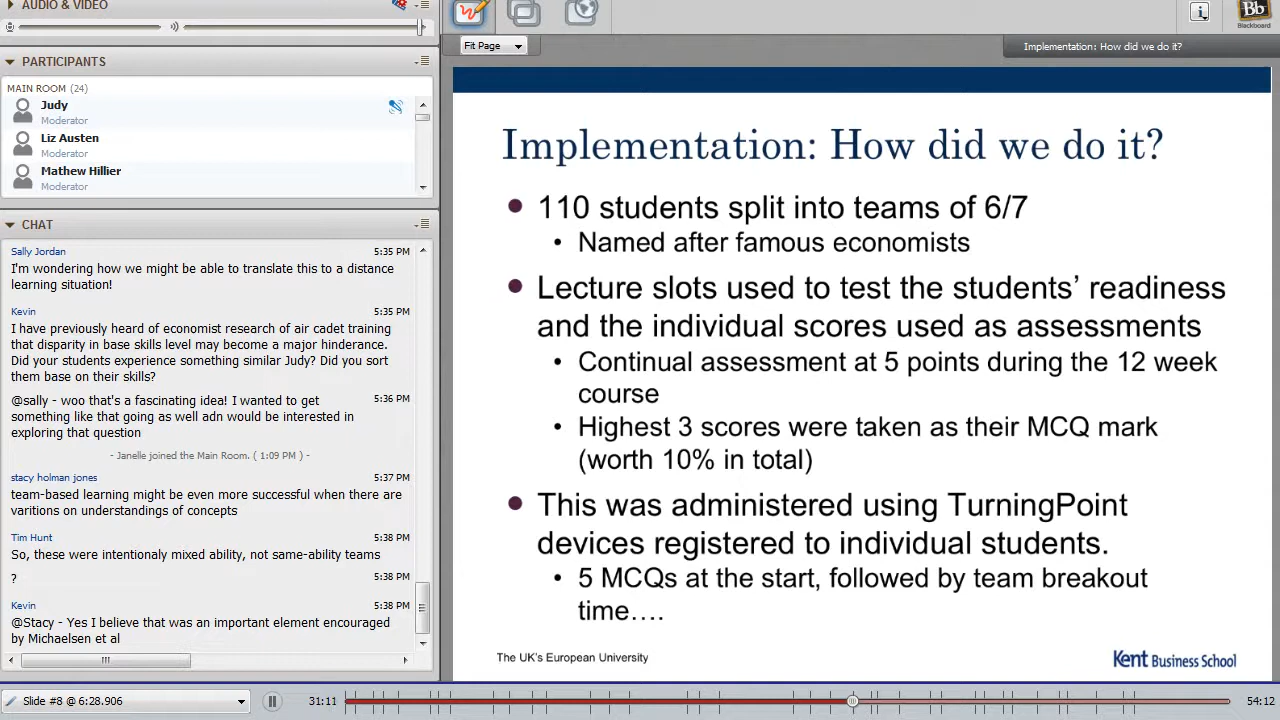 AUDIO & VIDEO
PARTICIPANTS
MAIN ROOM (24)
Judy
Moderator
Liz Austen
Moderator
Mathew Hillier
Moderator
CHAT
Sally Jordan 5:35 PM
I'm wondering how we might be able to translate this to a distance
learning situation!
Kevin 5:35 PM
I have previously heard of economist research of air cadet training
that disparity in base skills level may become a major hinderance.
Did your students experience something similar Judy? Did you sort
them base on their skills?
@sally - woo that's a fascinating idea! I wanted to get 5:36 PM
something like that going as well adn would be interested in
exploring that question
- Janelle joined the Main Room. ( 1:09 PM ) -
stacy holman jones 5:37 PM
team-based learning might be even more successful when there are
varitions on understandings of concepts
Tim Hunt 5:38 PM
So, these were intentionaly mixed ability, not same-ability teams
? 5:38 PM
Kevin 5:38 PM
@Stacy - Yes I believe that was an important element encouraged
by Michaelsen et al
Slide #8 @ 6:28.906
31:11
54:12
Fit Page
i
Bb
Blackboard
Implementation: How did we do it?
Implementation: How did we do it?
• 110 students split into teams of 6/7
• Named after famous economists
• Lecture slots used to test the students’ readiness
and the individual scores used as assessments
• Continual assessment at 5 points during the 12 week
course
• Highest 3 scores were taken as their MCQ mark
(worth 10% in total)
• This was administered using TurningPoint
devices registered to individual students.
• 5 MCQs at the start, followed by team breakout
time….
The UK's European University
Kent Business School